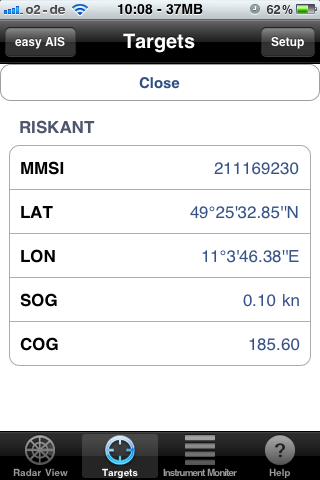 o2-de 10:08 - 37MB 62%
easy AIS Targets Setup
Close
RISKANT
MMSI 211169230
LAT 49°25'32.85"N
LON 11°3'46.38"E
SOG 0.10 kn
COG 185.60
Radar View Targets Instrument Moniter Help